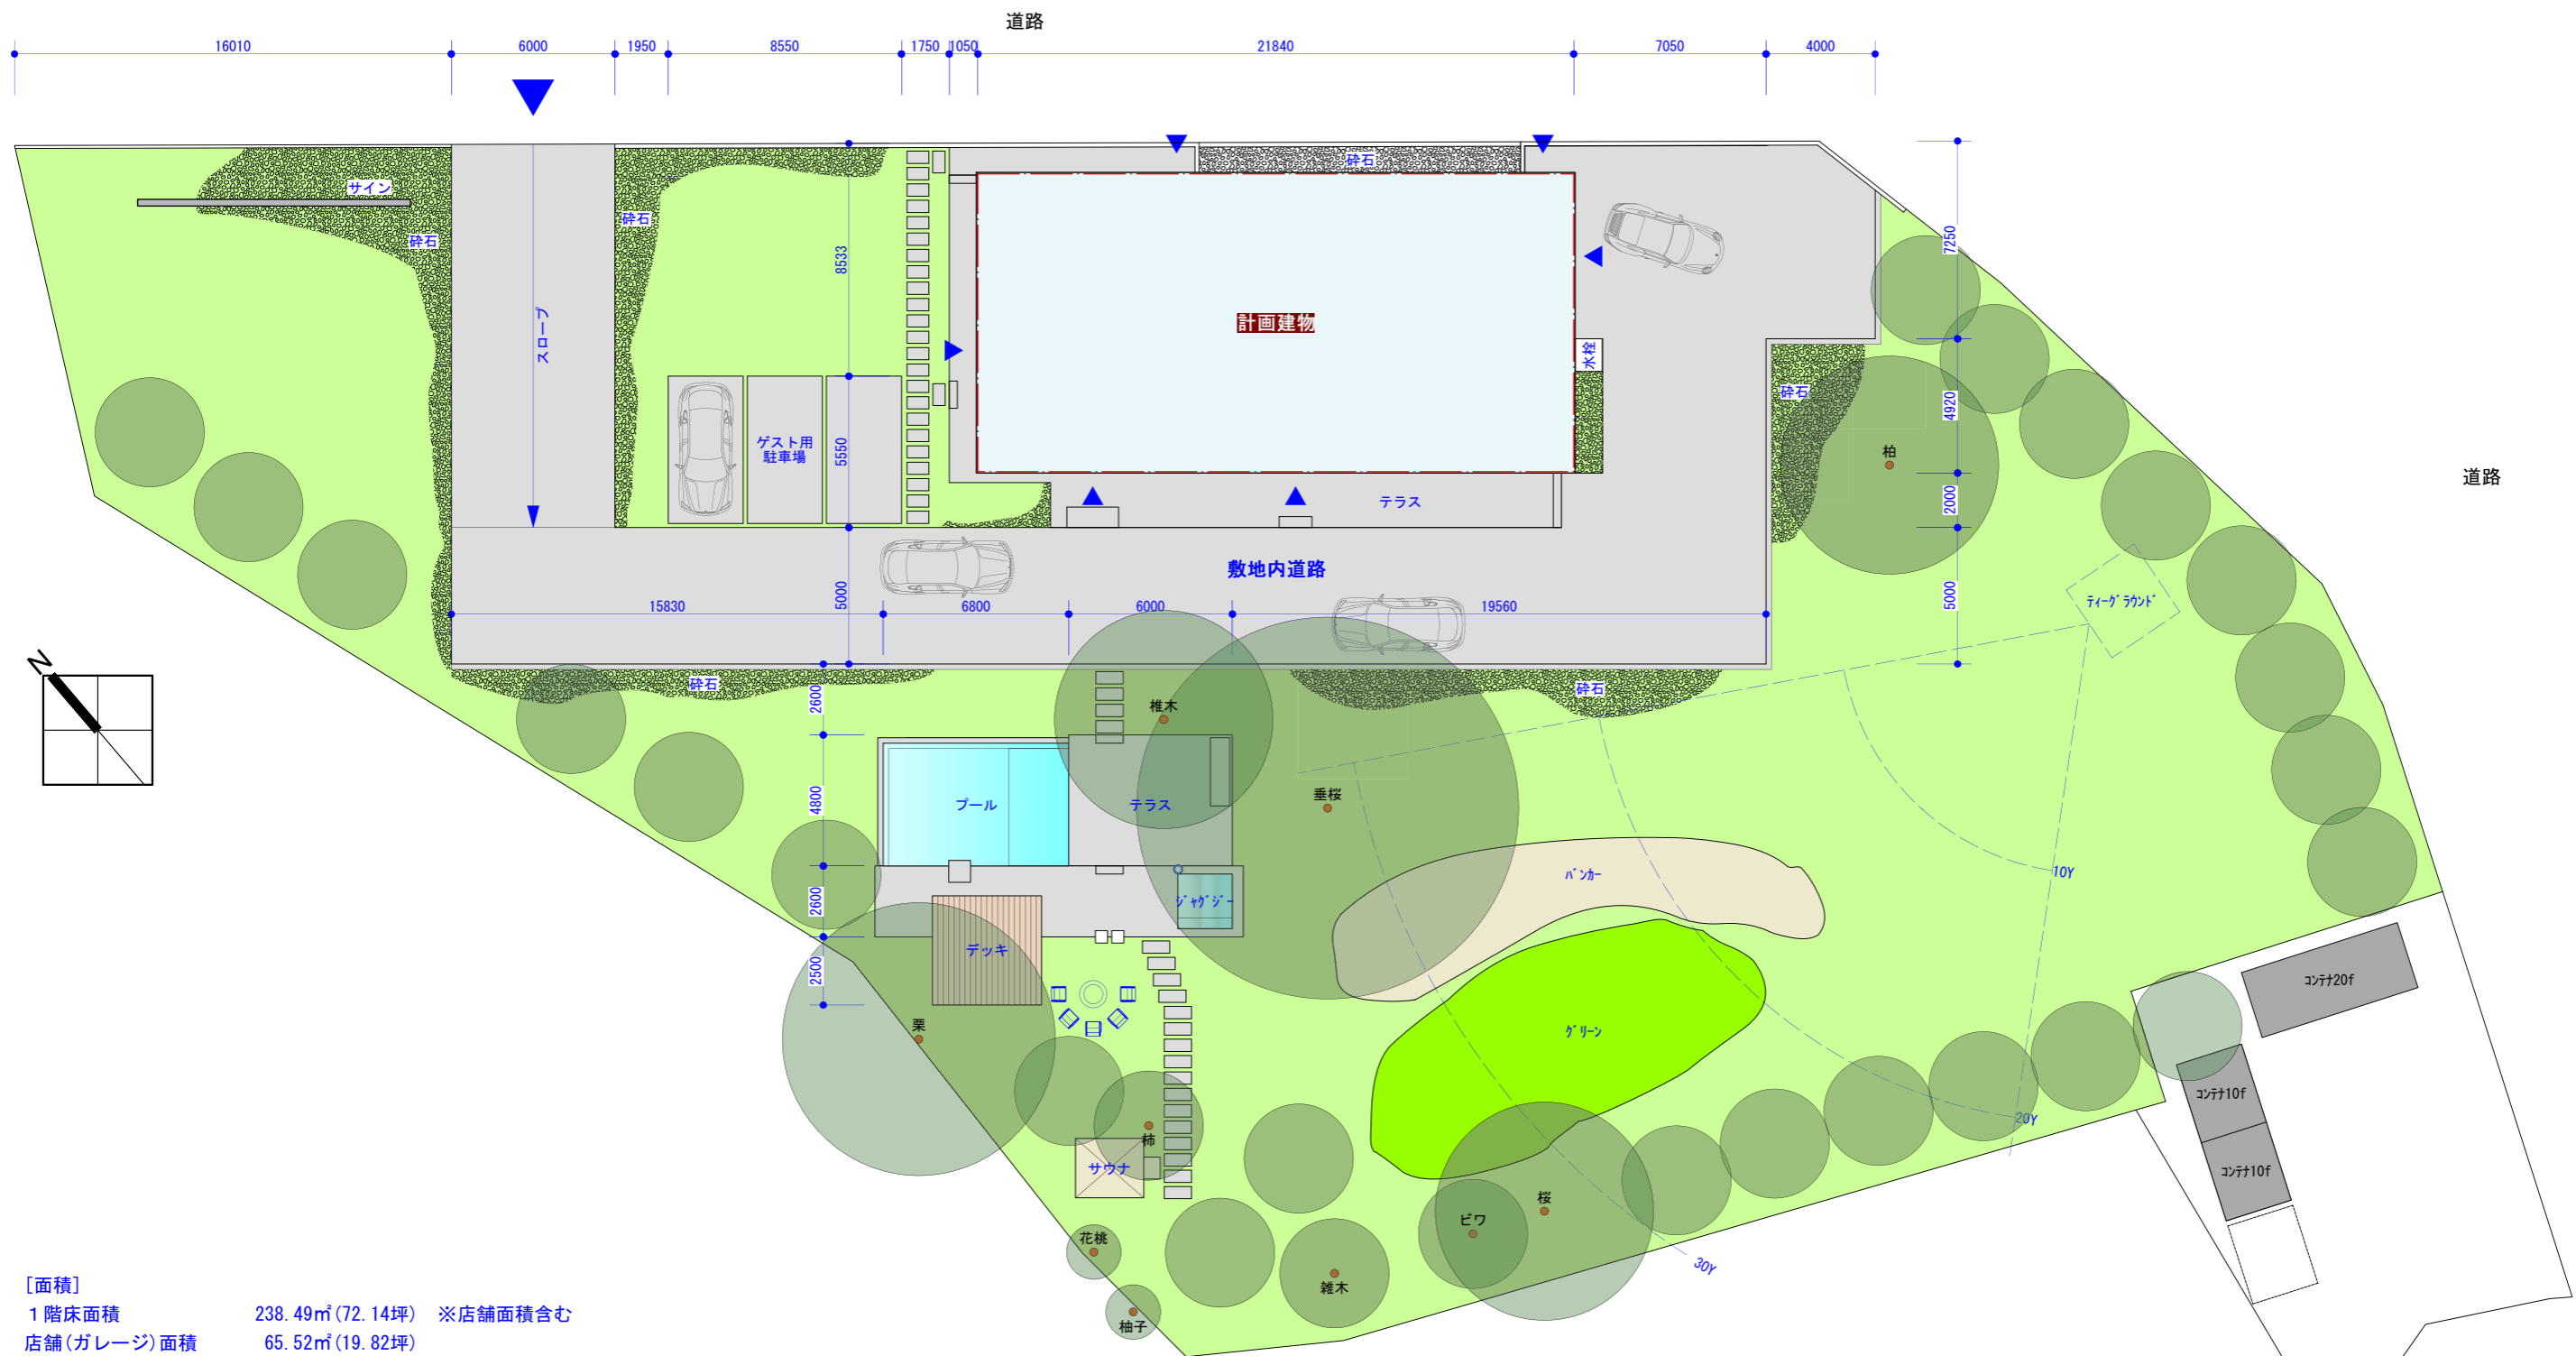 道路
16010
6000
1950
8550
1750
1050
21840
7050
4000
サイン
砕石
砕石
砕石
スロープ
8533
計画建物
水栓
7250
砕石
4920
柏
道路
ゲスト用
駐車場
5550
テラス
2000
敷地内道路
5000
5000
15830
6800
6000
19560
ティーグラウンド
N
砕石
砕石
2600
椎木
垂桜
プール
テラス
4800
10Y
バンカー
ジャグジー
2600
デッキ
2500
コンテナ20f
栗
グリーン
コンテナ10f
20Y
柿
サウナ
コンテナ10f
桜
ビワ
花桃
30Y
雑木
柚子
[面積]
1階床面積 238.49㎡(72.14坪) ※店舗面積含む
店舗(ガレージ)面積 65.52㎡(19.82坪)